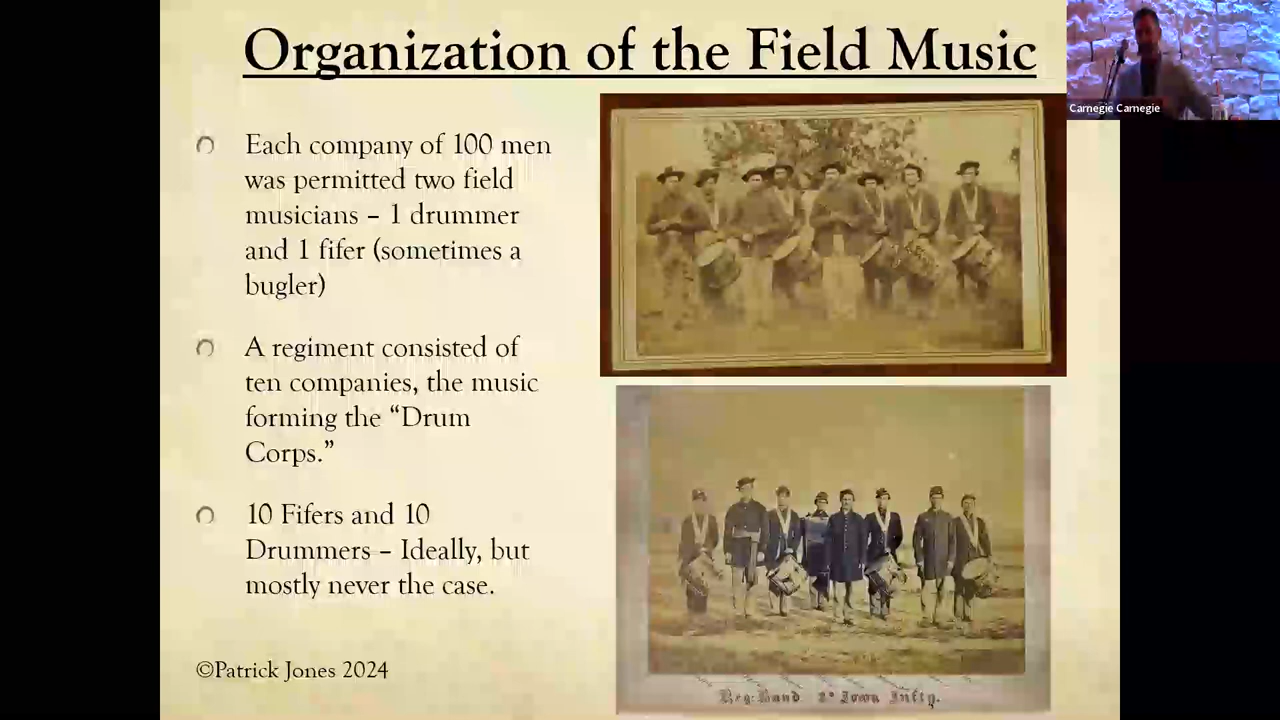 Organization of the Field Music
Carnegie Carnegie
Each company of 100 men
was permitted two field
musicians – 1 drummer
and 1 fifer (sometimes a
bugler)
A regiment consisted of
ten companies, the music
forming the “Drum
Corps.”
10 Fifers and 10
Drummers – Ideally, but
mostly never the case.
©Patrick Jones 2024
Reg: Band Iowa Infty.